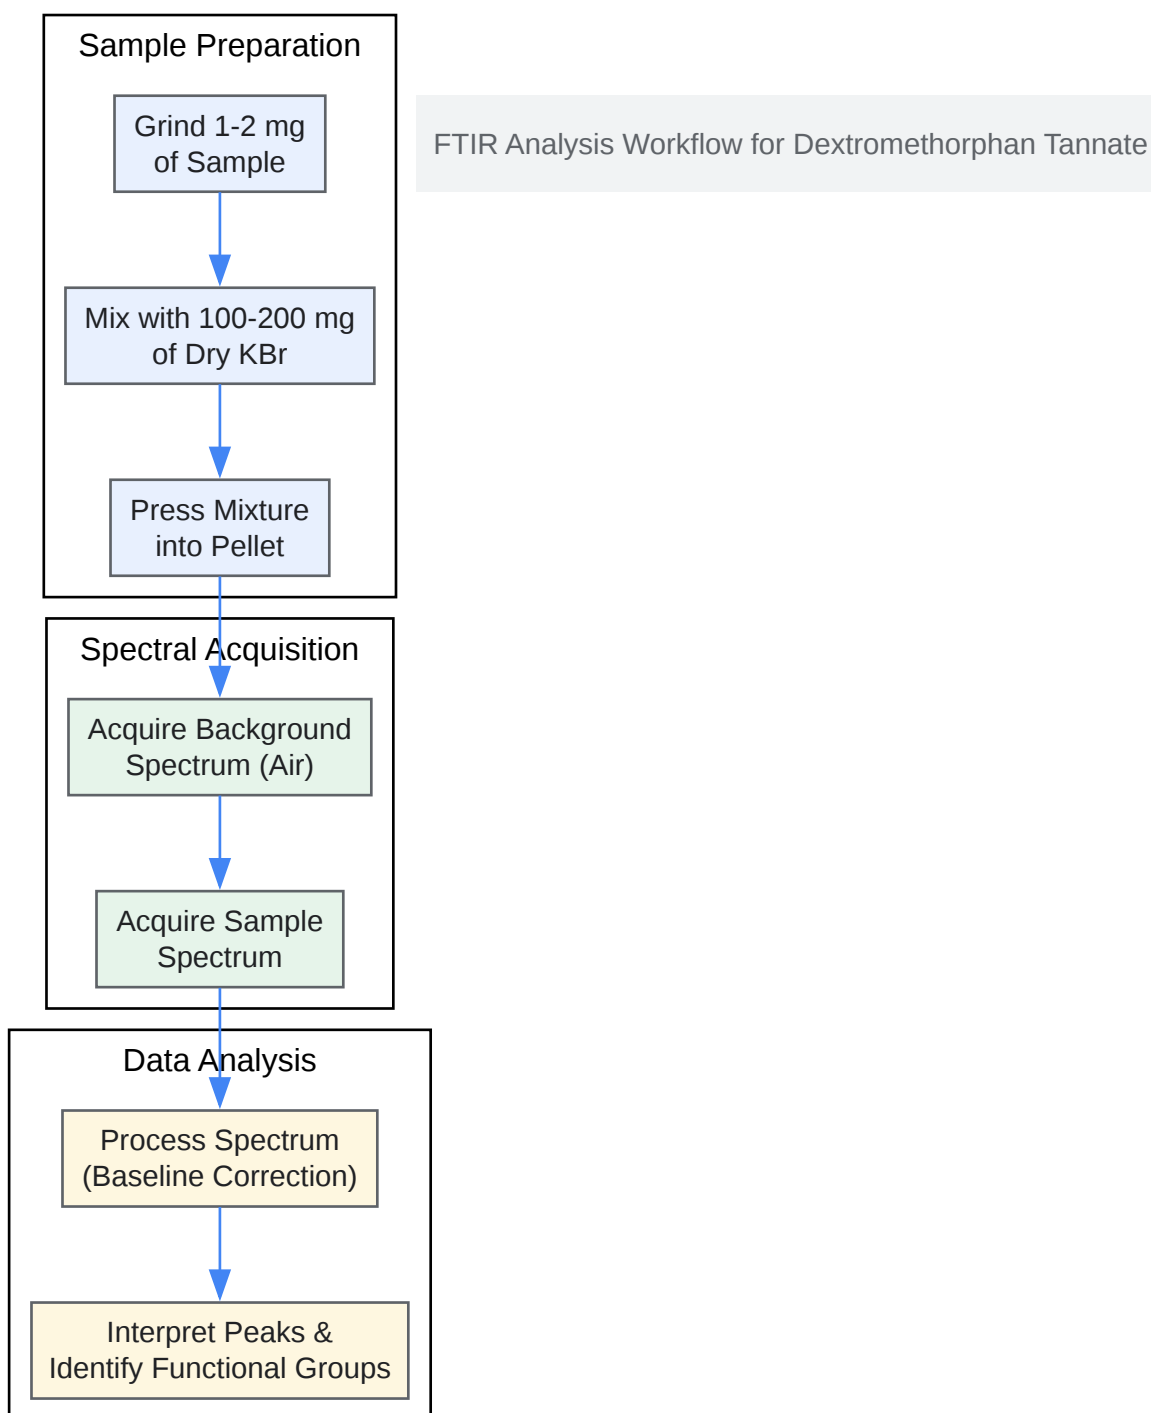 Sample Preparation
Grind 1-2 mg
of Sample
FTIR Analysis Workflow for Dextromethorphan Tannate
Mix with 100-200 mg
of Dry KBr
Press Mixture
into Pellet
Spectral Acquisition
Acquire Background
Spectrum (Air)
Acquire Sample
Spectrum
Data Analysis
Process Spectrum
(Baseline Correction)
Interpret Peaks &
Identify Functional Groups